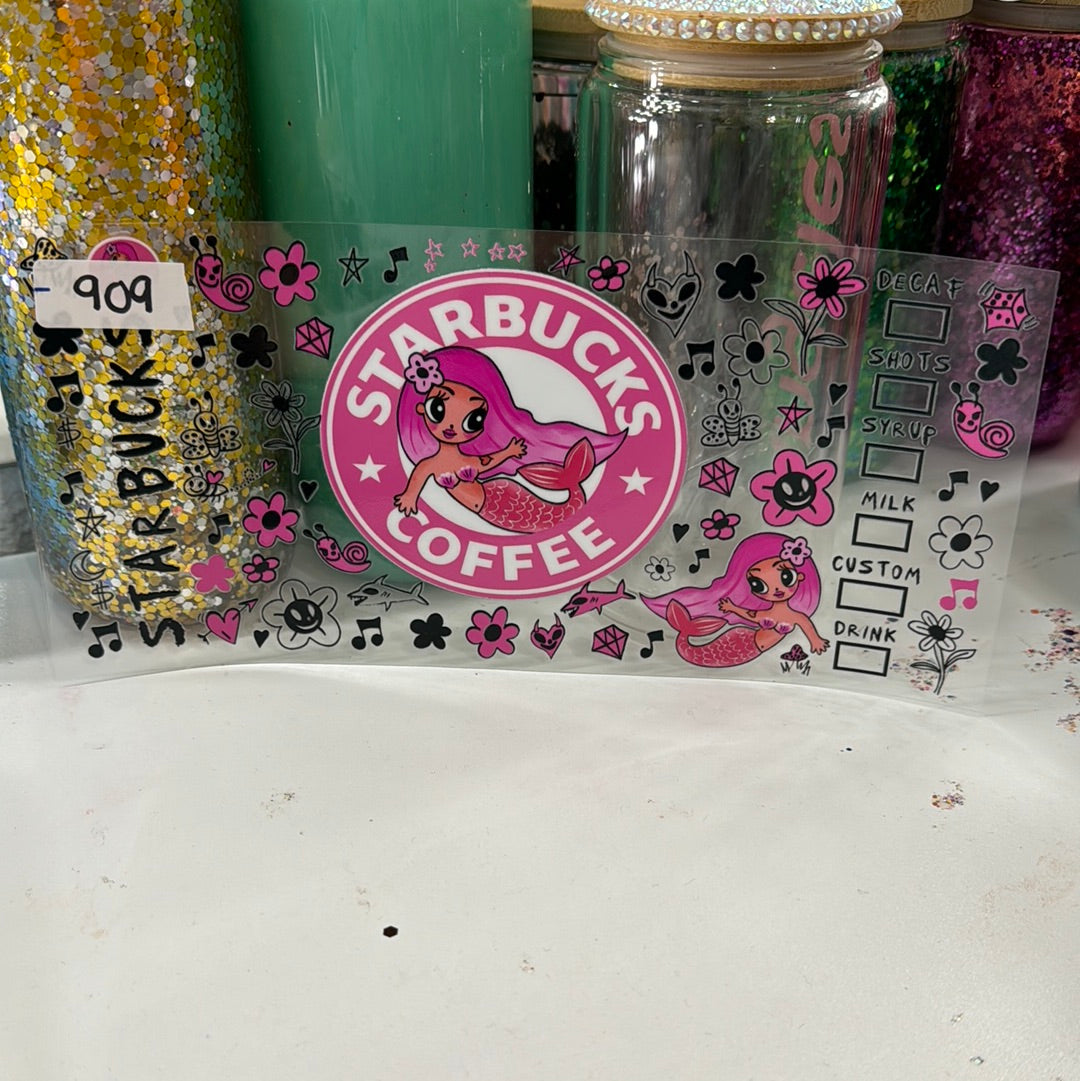 909
STARBUCKS
STARBUCKS
COFFEE
DECAF
SHOTS
SYRUP
MILK
CUSTOM
DRINK
$
$